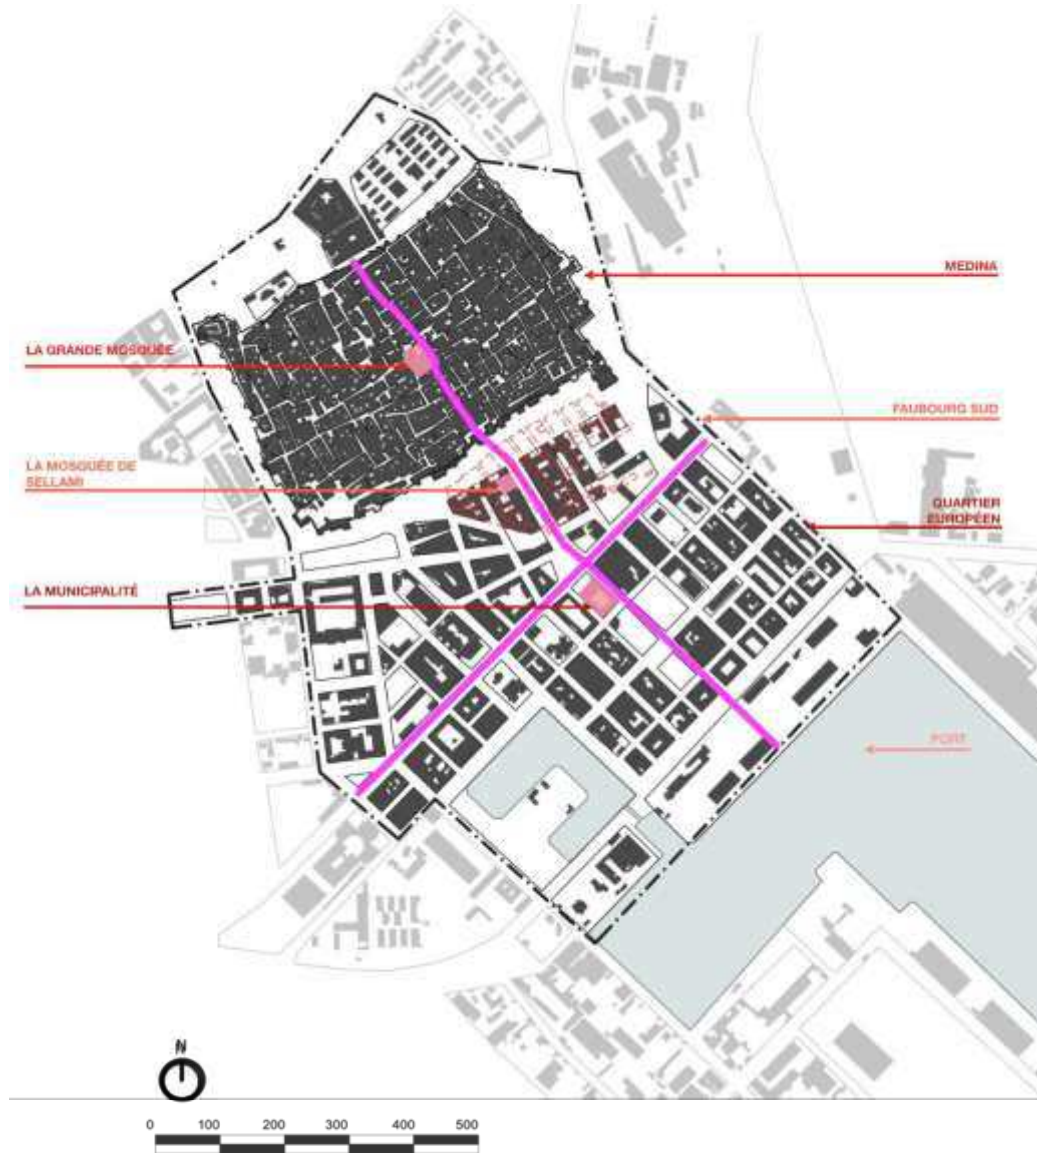 MEDINA
LA GRANDE MOSQUÉE
FAUBOURG SUD
LA MOSQUÉE DE
SELLAMI
QUARTIER
EUROPÉEN
LA MUNICIPALITÉ
PORT
N
0 100 200 300 400 500